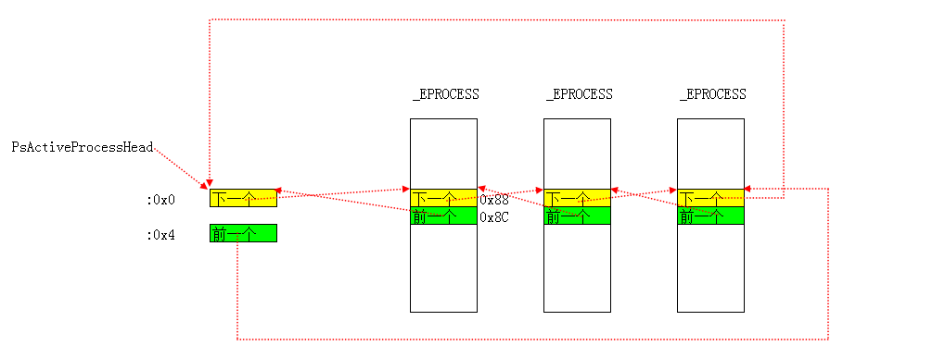 _EPROCESS _EPROCESS _EPROCESS
PsActiveProcessHead
:0x0 下一个 下一个 0x88 下一个 下一个
前一个 0x8C 前一个 前一个
:0x4 前一个